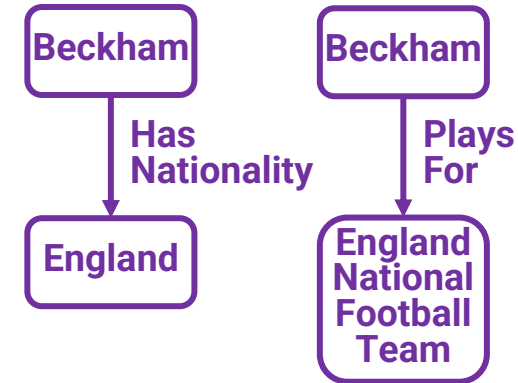 Beckham
Has
Nationality
England
Beckham
Plays
For
England
National
Football
Team